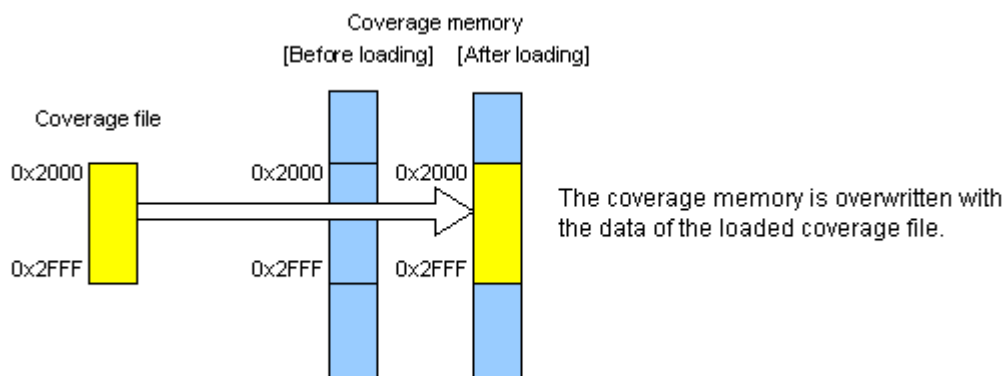 Coverage memory
[Before loading] [After loading]
Coverage file
0x2000 0x2000 0x2000
The coverage memory is overwritten with
the data of the loaded coverage file.
0x2FFF 0x2FFF 0x2FFF